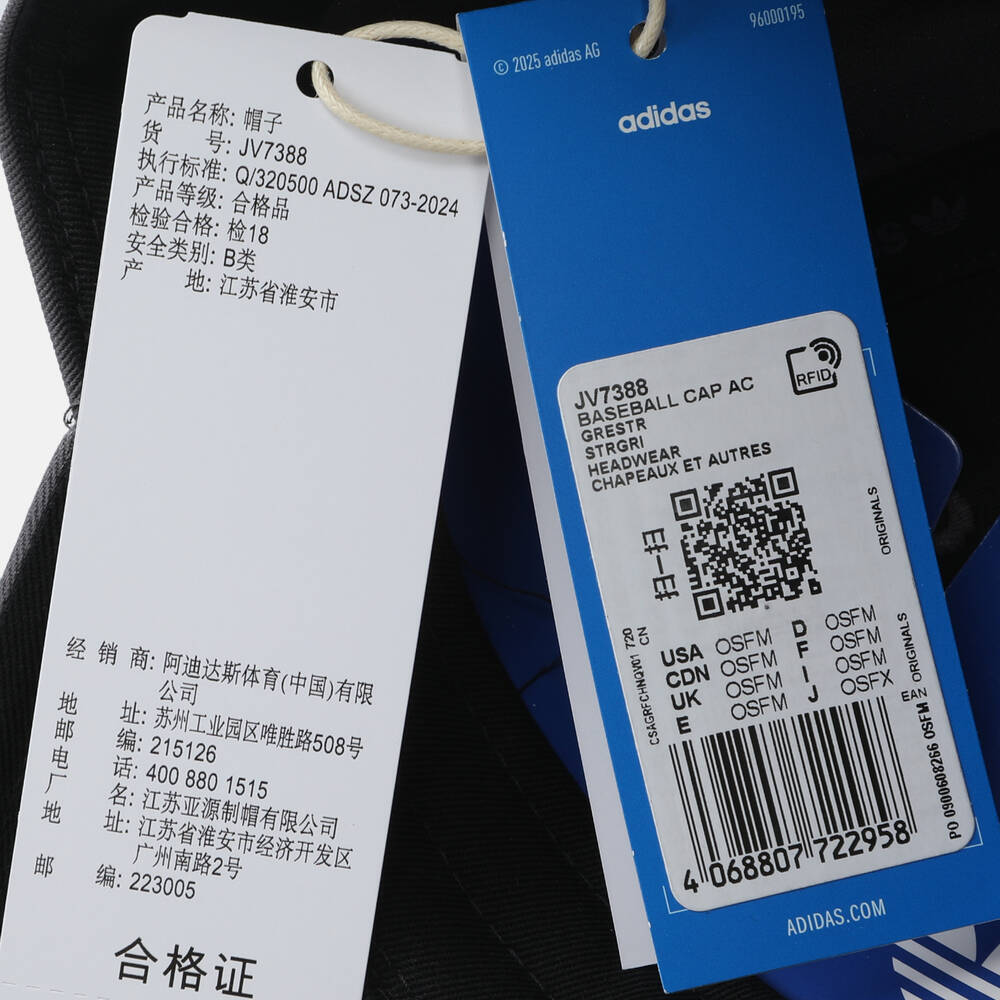 产品名称: 帽子
货 号: JV7388
执行标准: Q/320500 ADSZ 073-2024
产品等级: 合格品
检验合格: 检18
安全类别: B类
产 地: 江苏省淮安市
经 销 商: 阿迪达斯体育(中国)有限
公司
地 址: 苏州工业园区唯胜路508号
邮 编: 215126
电 话: 400 880 1515
厂 名: 江苏亚源制帽有限公司
地 址: 江苏省淮安市经济开发区
广州南路2号
邮 编: 223005
合格证
© 2025 adidas AG
96000195
adidas
RFID
JV7388
BASEBALL CAP AC
GRESTR
STRGRI
HEADWEAR
CHAPEAUX ET AUTRES
ORIGINALS
CSAGRFCHNQV01 720
CN
USA OSFM D OSFM
CDN OSFM F OSFM
UK OSFM I OSFM
E OSFM J OSFX
PO 0900608266 OSFM EAN ORIGINALS
4 068807 722958
ADIDAS.COM